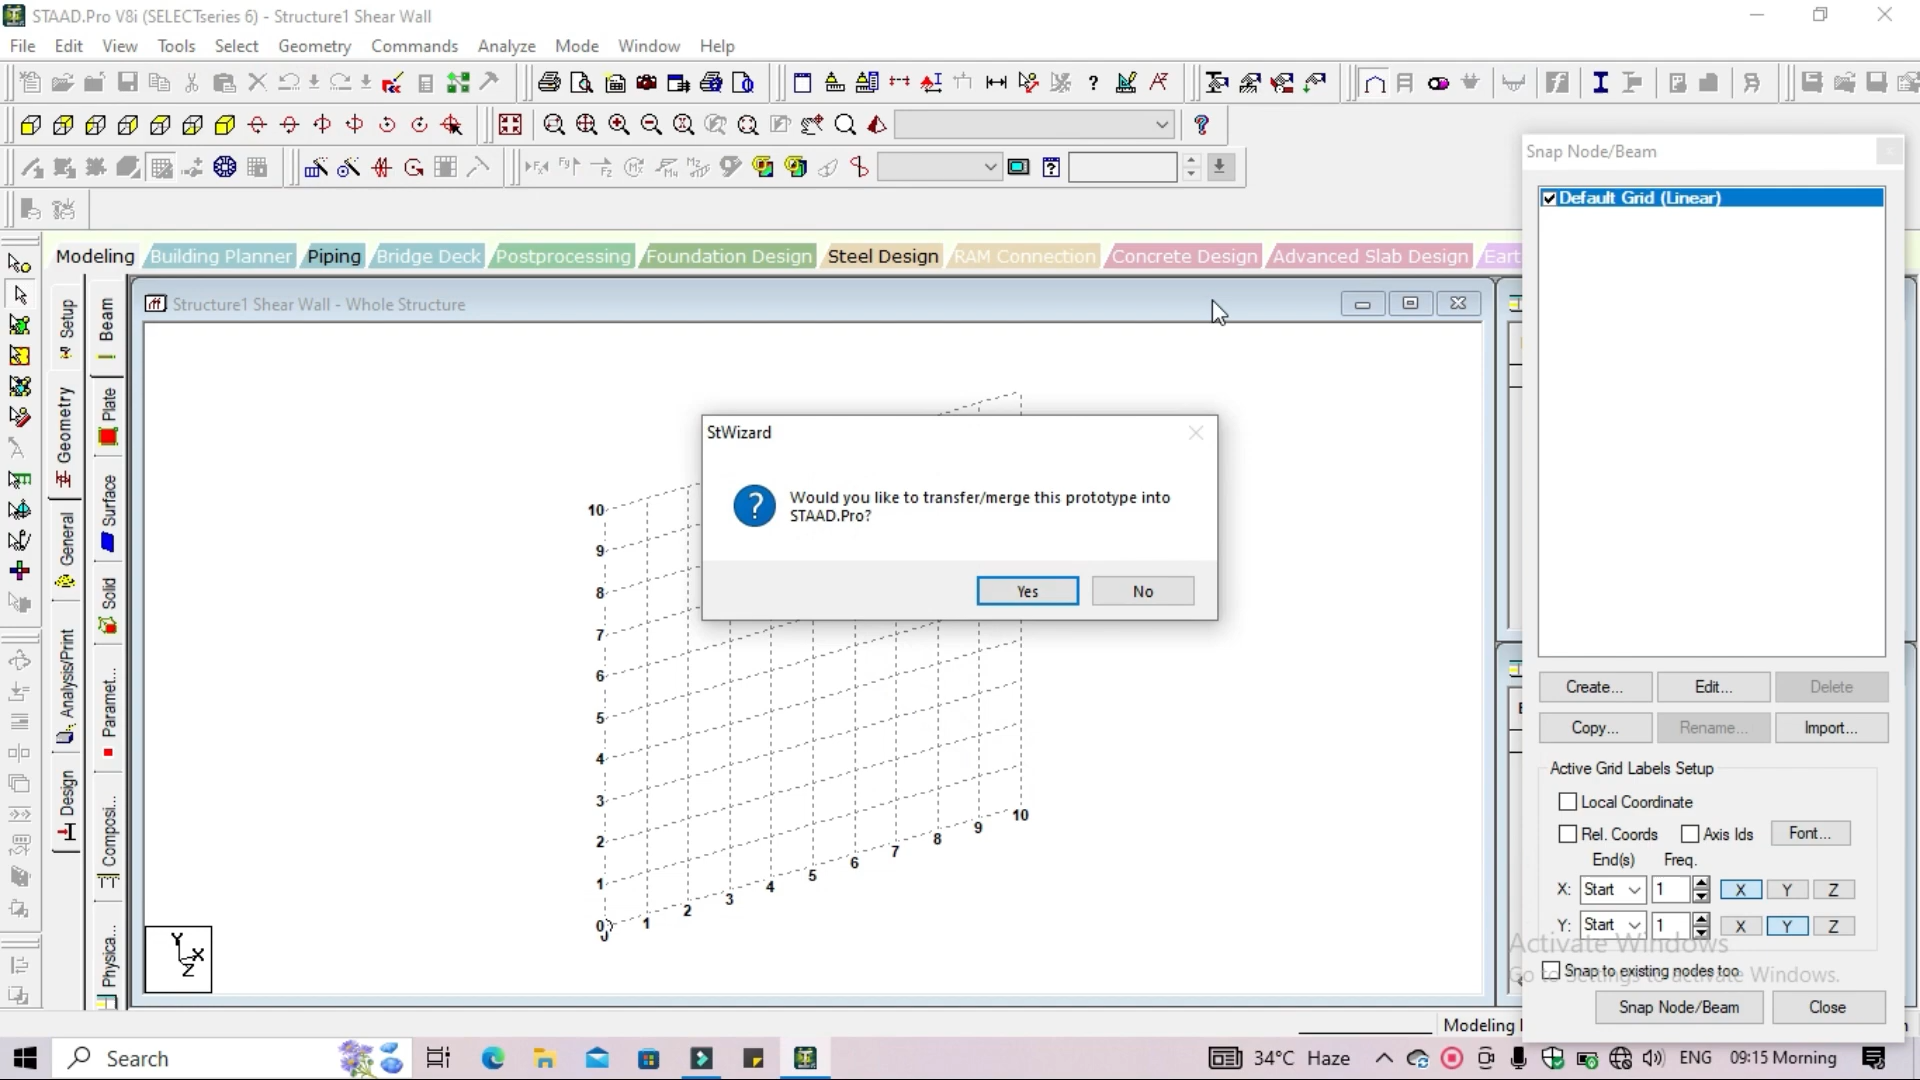 STAAD.Pro V8i (SELECTseries 6) - Structure1 Shear Wall
File Edit View Tools Select Geometry Commands Analyze Mode Window Help
Snap Node/Beam
Default Grid (Linear)
Modeling Building Planner Piping Bridge Deck Postprocessing Foundation Design Steel Design RAM Connection Concrete Design Advanced Slab Design Eart
Structure1 Shear Wall - Whole Structure
Setup
Geometry
General
Analysis/Print
Design
Beam
Plate
Surface
Solid
Paramet...
Composi...
Physica...
StWizard
Would you like to transfer/merge this prototype into
STAAD.Pro?
Yes No
10
9
8
7
6
5
4
3
2
1
0
1 2 3 4 5 6 7 8 9 10
Y
X
Z
Create... Edit... Delete
Copy... Rename... Import...
Active Grid Labels Setup
Local Coordinate
Rel. Coords Axis Ids Font...
End(s) Freq.
X: Start 1 X Y Z
Y: Start 1 X Y Z
Activate Windows
Go to Settings to activate Windows.
Snap to existing nodes too
Snap Node/Beam Close
Modeling
Search
34°C Haze ENG 09:15 Morning